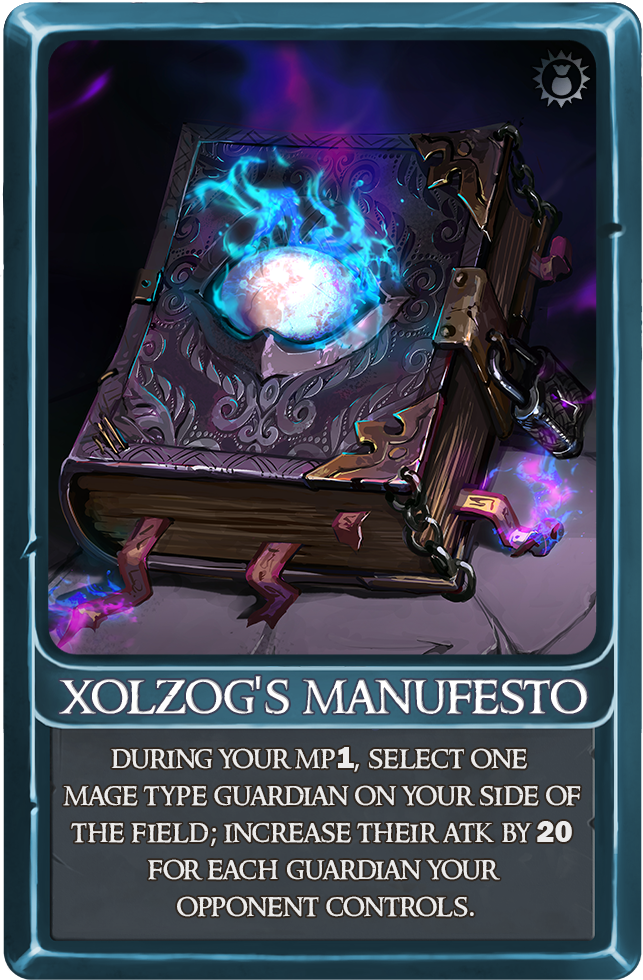 XOLZOG'S MANUFESTO
DURING YOUR MP1, SELECT ONE
MAGE TYPE GUARDIAN ON YOUR SIDE OF
THE FIELD; INCREASE THEIR ATK BY 20
FOR EACH GUARDIAN YOUR
OPPONENT CONTROLS.